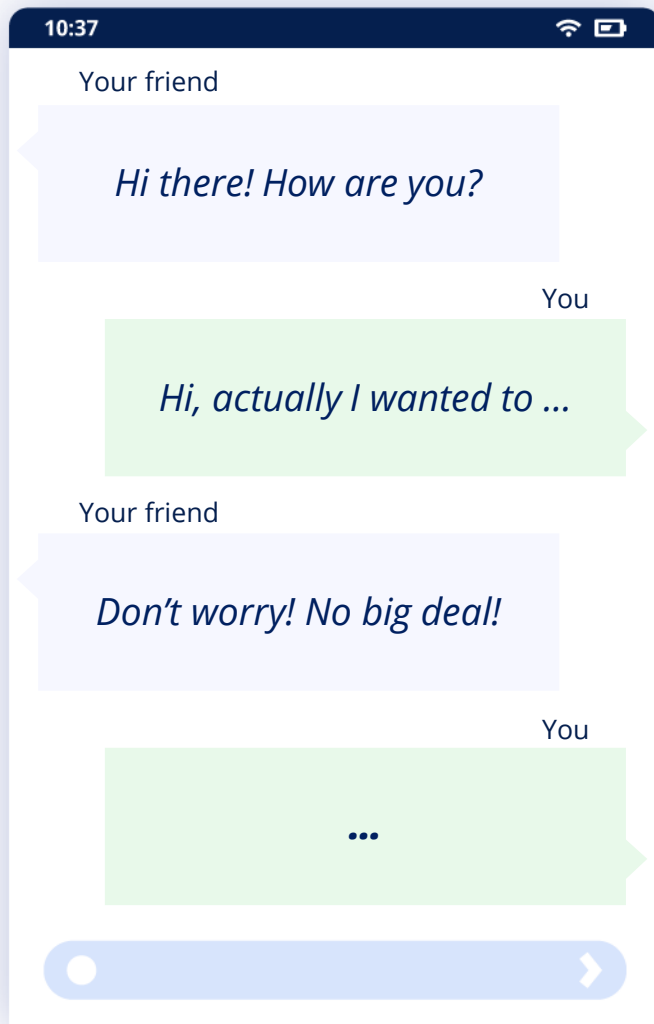 10:37
Your friend
Hi there! How are you?
You
Hi, actually I wanted to ...
Your friend
Don’t worry! No big deal!
You
...